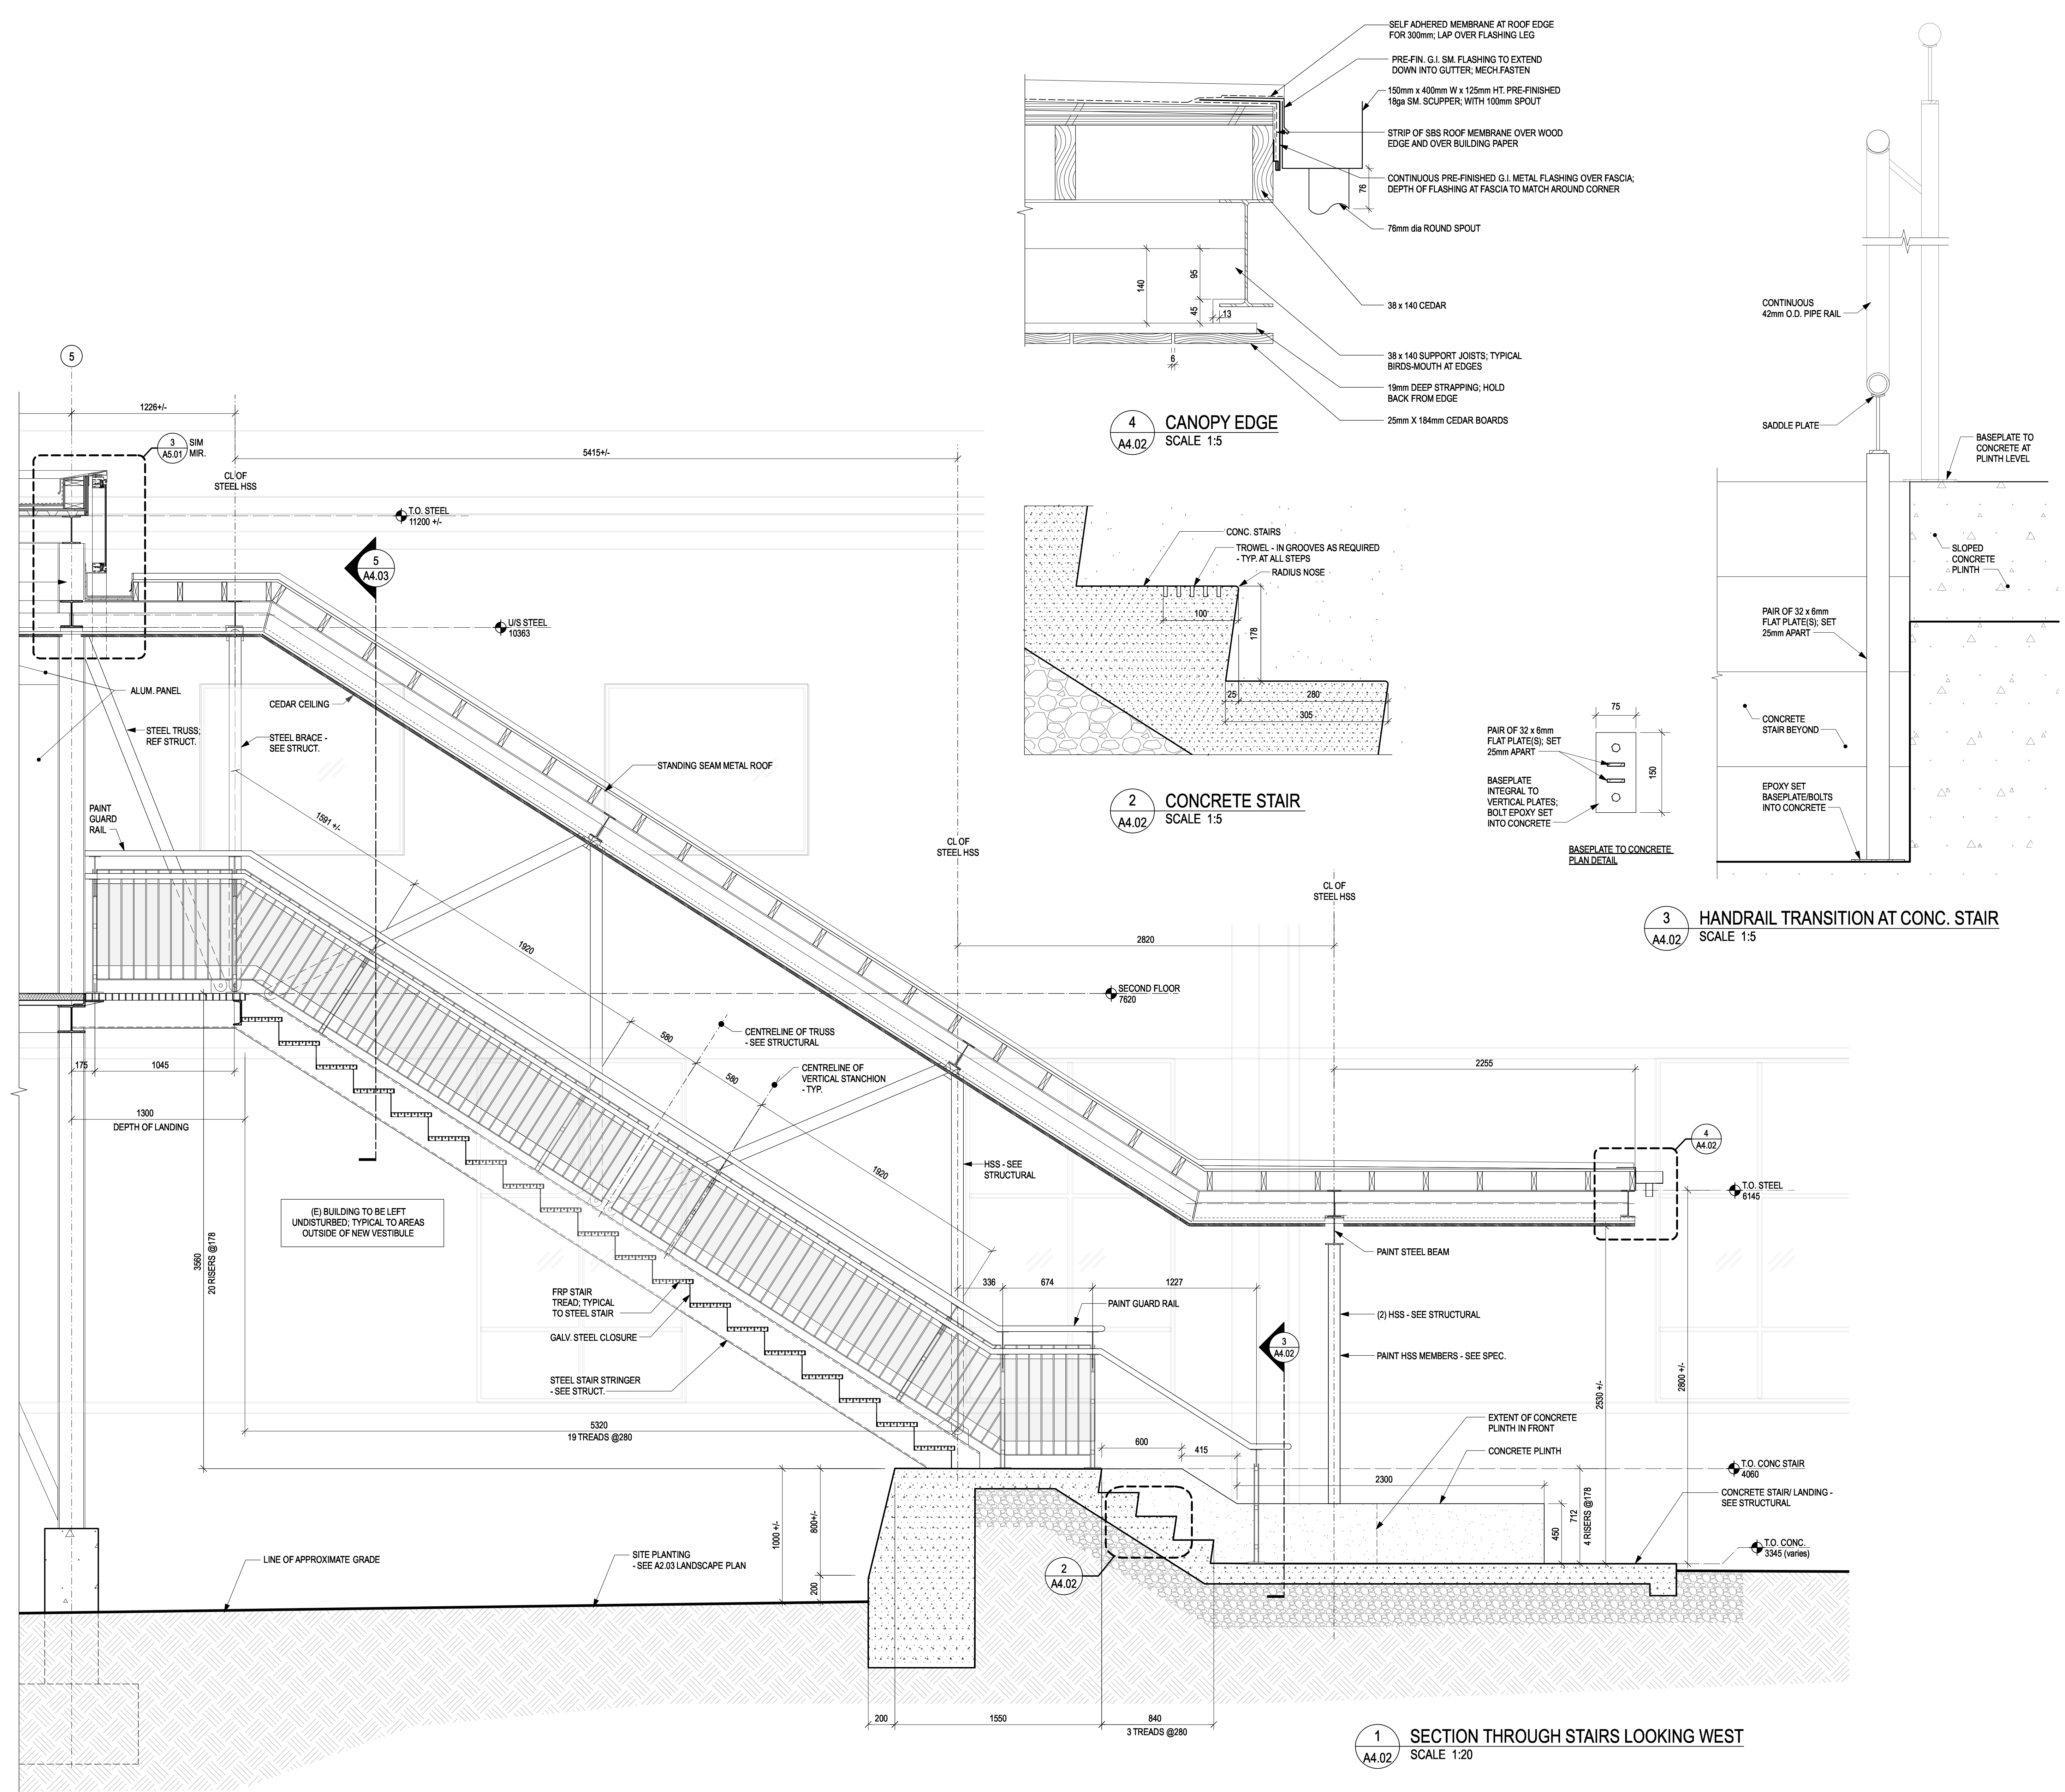 SELF ADHERED MEMBRANE AT ROOF EDGE
FOR 300mm; LAP OVER FLASHING LEG
PRE-FIN. G.I. SM. FLASHING TO EXTEND
DOWN INTO GUTTER; MECH.FASTEN
150mm x 400mm W x 125mm HT. PRE-FINISHED
18ga SM. SCUPPER; WITH 100mm SPOUT
STRIP OF SBS ROOF MEMBRANE OVER WOOD
EDGE AND OVER BUILDING PAPER
CONTINUOUS PRE-FINISHED G.I. METAL FLASHING OVER FASCIA;
DEPTH OF FLASHING AT FASCIA TO MATCH AROUND CORNER
76
76mm dia ROUND SPOUT
140
95
45
13
6
38 x 140 CEDAR
38 x 140 SUPPORT JOISTS; TYPICAL
BIRDS-MOUTH AT EDGES
19mm DEEP STRAPPING; HOLD
BACK FROM EDGE
25mm X 184mm CEDAR BOARDS
4
A4.02
CANOPY EDGE
SCALE 1:5
CONC. STAIRS
TROWEL - IN GROOVES AS REQUIRED
- TYP. AT ALL STEPS
RADIUS NOSE
100
178
25
280
305
2
A4.02
CONCRETE STAIR
SCALE 1:5
CONTINUOUS
42mm O.D. PIPE RAIL
SADDLE PLATE
BASEPLATE TO
CONCRETE AT
PLINTH LEVEL
SLOPED
CONCRETE
PLINTH
PAIR OF 32 x 6mm
FLAT PLATE(S); SET
25mm APART
CONCRETE
STAIR BEYOND
EPOXY SET
BASEPLATE/BOLTS
INTO CONCRETE
75
150
PAIR OF 32 x 6mm
FLAT PLATE(S); SET
25mm APART
BASEPLATE
INTEGRAL TO
VERTICAL PLATES;
BOLT EPOXY SET
INTO CONCRETE
BASEPLATE TO CONCRETE
PLAN DETAIL
3
A4.02
HANDRAIL TRANSITION AT CONC. STAIR
SCALE 1:5
5
1226+/-
3
A5.01
SIM
MIR.
5415+/-
CL OF
STEEL HSS
T.O. STEEL
11200 +/-
5
A4.03
U/S STEEL
10363
ALUM. PANEL
CEDAR CEILING
STEEL TRUSS;
REF STRUCT.
STEEL BRACE -
SEE STRUCT.
STANDING SEAM METAL ROOF
PAINT
GUARD
RAIL
1591 +/-
CL OF
STEEL HSS
CL OF
STEEL HSS
1920
2820
SECOND FLOOR
7620
580
CENTRELINE OF TRUSS
- SEE STRUCTURAL
580
CENTRELINE OF
VERTICAL STANCHION
- TYP.
175
1045
2255
1300
DEPTH OF LANDING
4
A4.02
1920
HSS - SEE
STRUCTURAL
T.O. STEEL
6145
(E) BUILDING TO BE LEFT
UNDISTURBED; TYPICAL TO AREAS
OUTSIDE OF NEW VESTIBULE
3560
20 RISERS @178
PAINT STEEL BEAM
336
674
1227
FRP STAIR
TREAD; TYPICAL
TO STEEL STAIR
PAINT GUARD RAIL
(2) HSS - SEE STRUCTURAL
GALV. STEEL CLOSURE
3
A4.02
PAINT HSS MEMBERS - SEE SPEC.
STEEL STAIR STRINGER
- SEE STRUCT.
2530 +/-
2800 +/-
5320
19 TREADS @280
EXTENT OF CONCRETE
PLINTH IN FRONT
600
415
CONCRETE PLINTH
T.O. CONC STAIR
4060
2300
CONCRETE STAIR/ LANDING -
SEE STRUCTURAL
1000 +/-
800+/-
200
450
712
4 RISERS @178
T.O. CONC.
3345 (varies)
LINE OF APPROXIMATE GRADE
SITE PLANTING
- SEE A2.03 LANDSCAPE PLAN
2
A4.02
200
1550
840
3 TREADS @280
1
A4.02
SECTION THROUGH STAIRS LOOKING WEST
SCALE 1:20